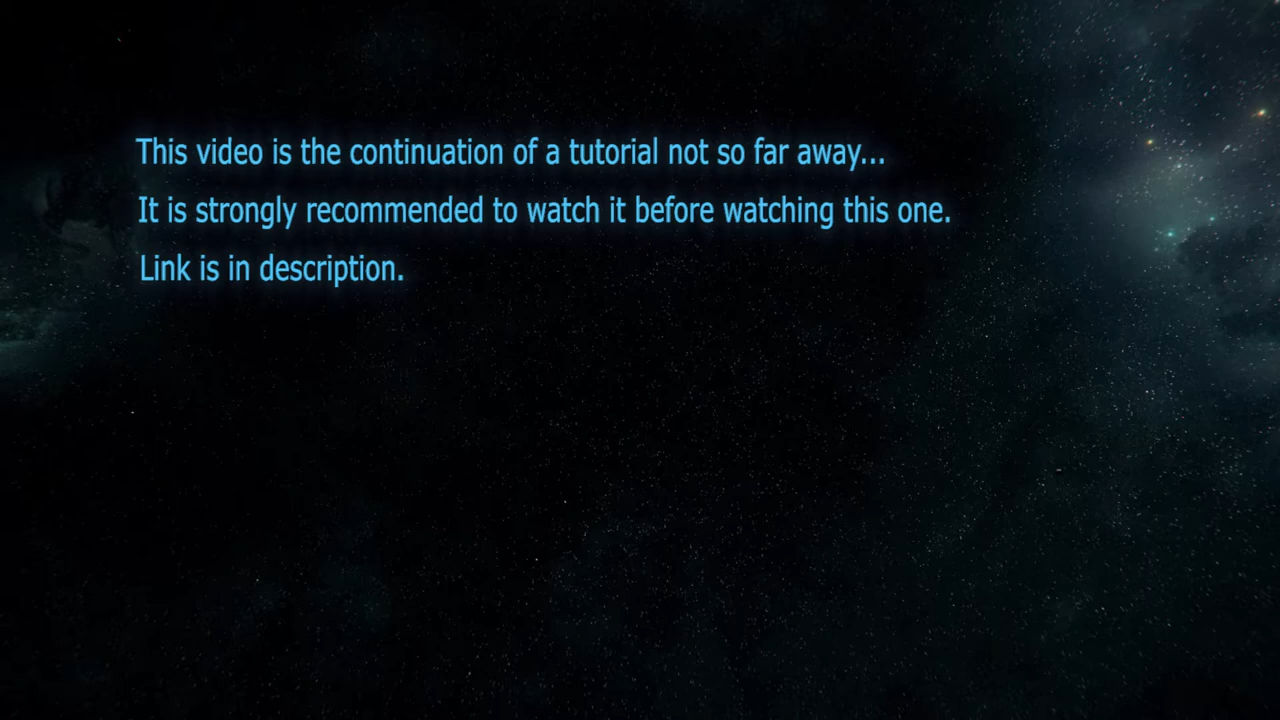 This video is the continuation of a tutorial not so far away...
It is strongly recommended to watch it before watching this one.
Link is in description.